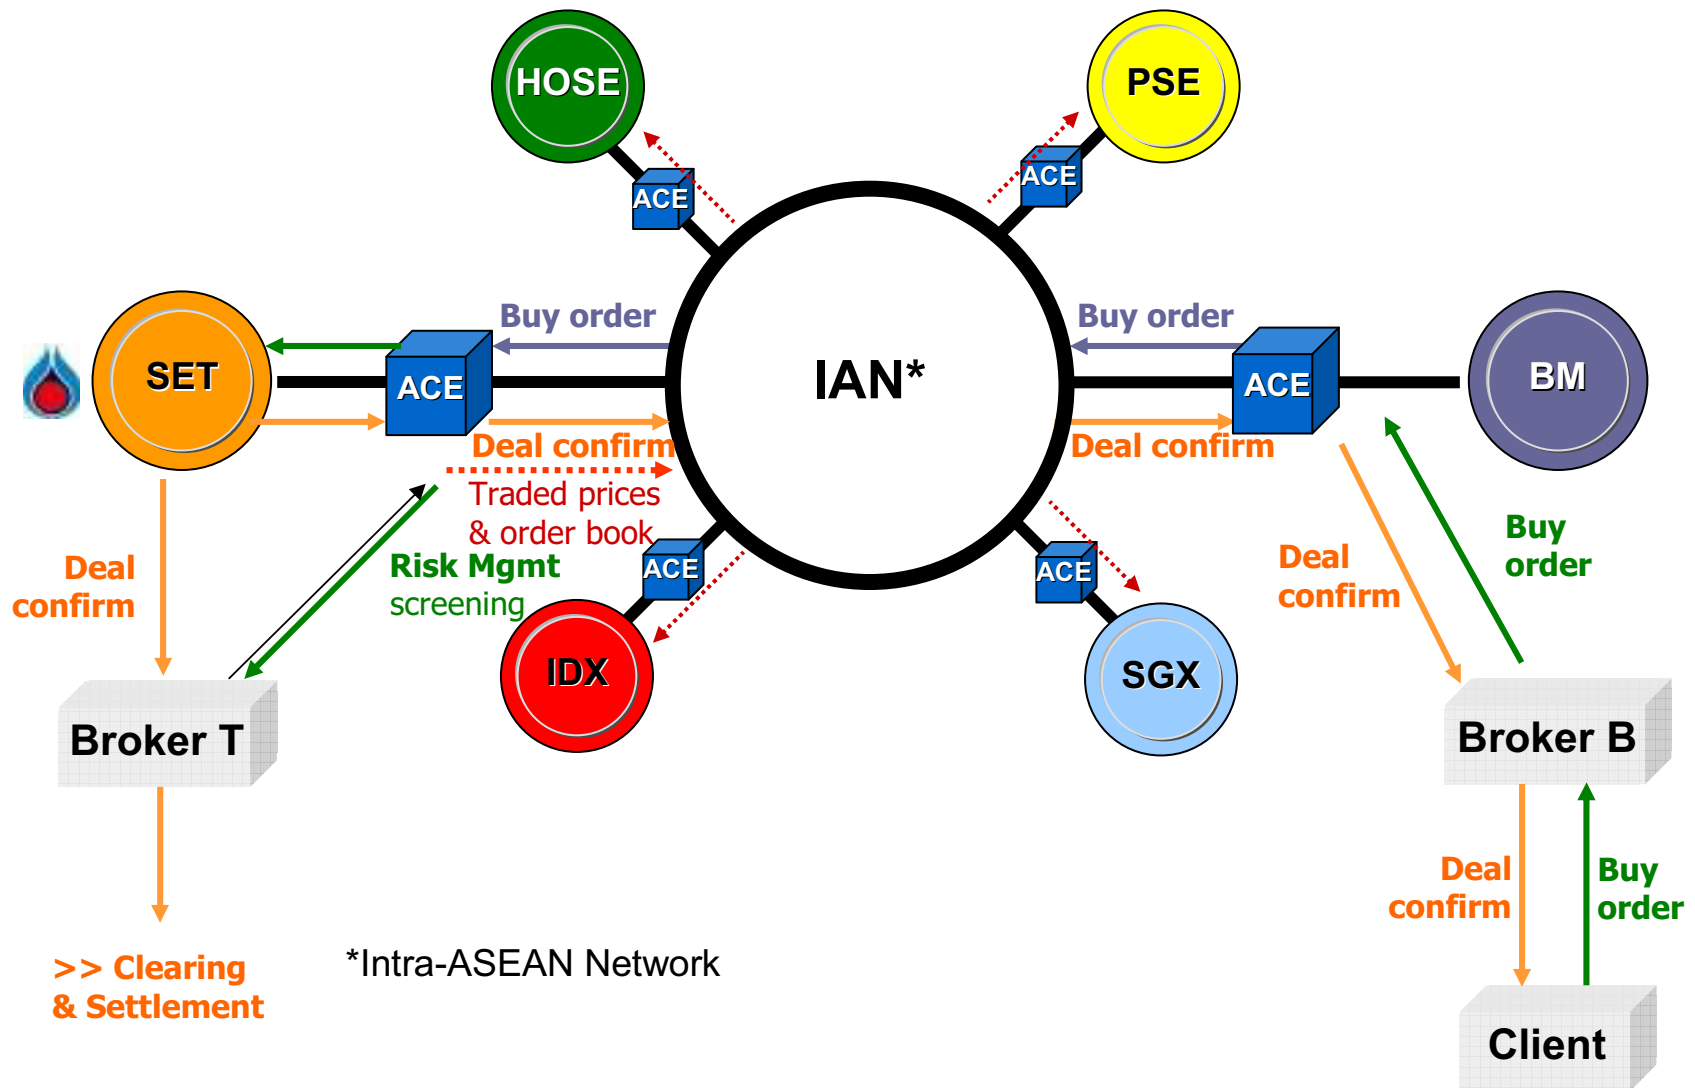 HOSE
PSE
ACE
ACE
Buy order
Buy order
SET
ACE
IAN*
ACE
BM
Deal confirm
Deal confirm
Traded prices
& order book
Risk Mgmt
screening
Deal
confirm
ACE
ACE
Deal
confirm
Buy
order
IDX
SGX
Broker T
Broker B
Deal
confirm
Buy
order
>> Clearing
& Settlement
*Intra-ASEAN Network
Client